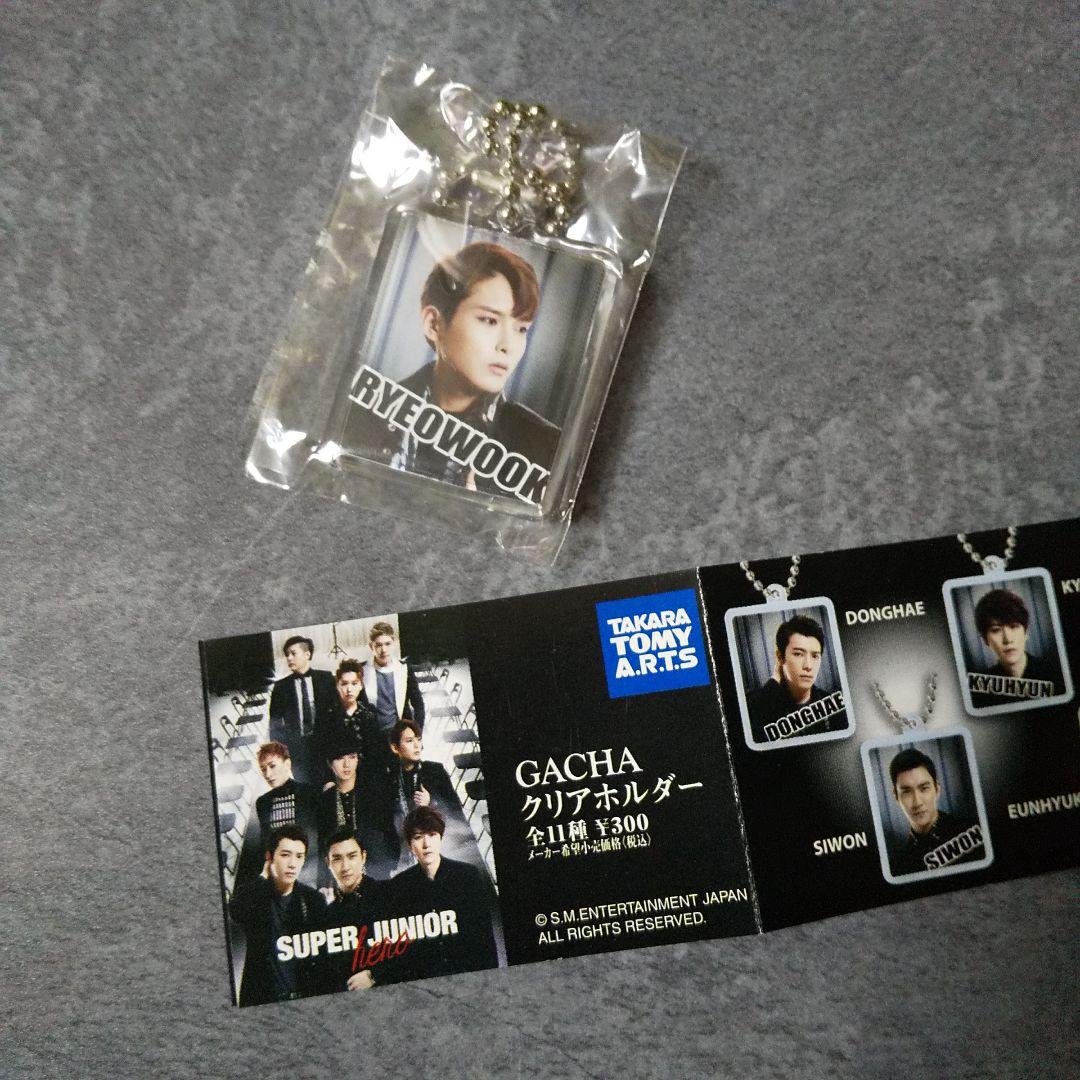 RYEOWOOK
TAKARA
TOMY
A.R.T.S
GACHA
クリアホルダー
全11種 ¥300
メーカー希望小売価格(税込)
© S.M.ENTERTAINMENT JAPAN
ALL RIGHTS RESERVED.
SUPER JUNIOR
hero
DONGHAE
DONGHAE
KY
KYUHYUN
SIWON
SIWON
EUNHYUK